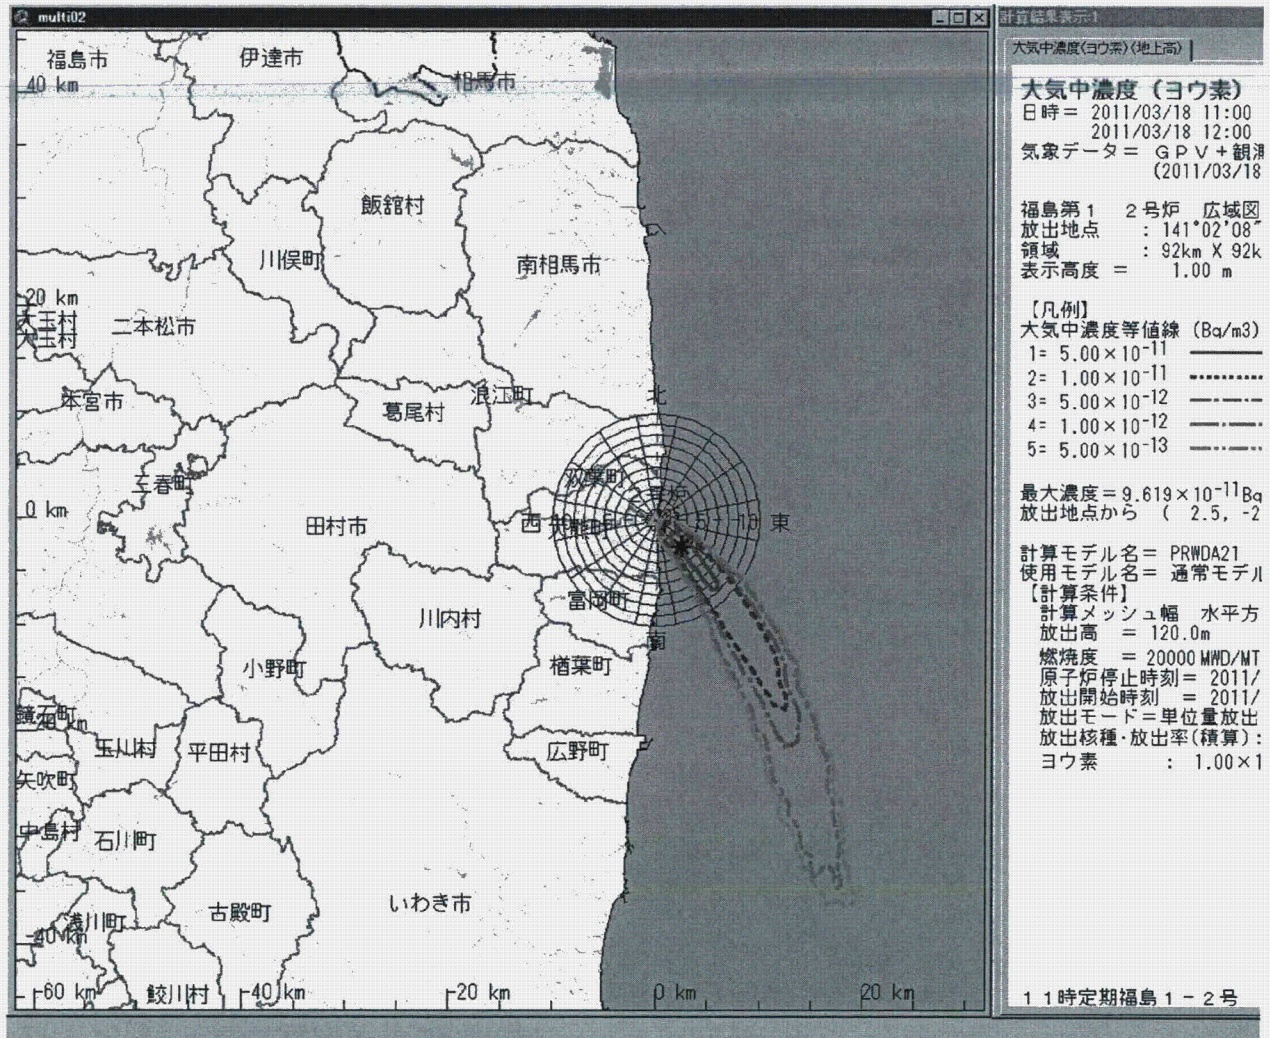 multi02
福島市
伊達市
相馬市
40 km
飯舘村
川俣町
南相馬市
20 km
大玉村
大玉村
二本松市
本宮市
浪江町
北
葛尾村
三春町
双葉町
0 km
田村市
西
10
東
富岡町
川内村
南
小野町
楢葉町
鏡石町
玉川村
平田村
広野町
矢吹町
中島村
石川町
浅川町
古殿町
いわき市
-40 km
鮫川村
-60 km
-40 km
-20 km
0 km
20 km
計算結果表示:1
大気中濃度(ヨウ素)(地上高)
大気中濃度（ヨウ素）
日時＝ 2011/03/18 11:00
2011/03/18 12:00
気象データ＝ ＧＰＶ＋観測
(2011/03/18
福島第１　２号炉　広域図
放出地点　：141°02'08"
領域　：92km X 92k
表示高度 ＝　1.00 m
【凡例】
大気中濃度等値線 (Bq/m3)
1= 5.00×10-11
2= 1.00×10-11
3= 5.00×10-12
4= 1.00×10-12
5= 5.00×10-13
最大濃度＝9.619×10-11Bq
放出地点から （ 2.5, -2
計算モデル名＝ PRWDA21
使用モデル名＝ 通常モデル
【計算条件】
計算メッシュ幅　水平方
放出高 ＝120.0m
燃焼度 ＝20000MWD/MT
原子炉停止時刻＝ 2011/
放出開始時刻 ＝ 2011/
放出モード＝単位量放出
放出核種・放出率(積算)：
ヨウ素　： 1.00×1
１１時定期福島１－２号